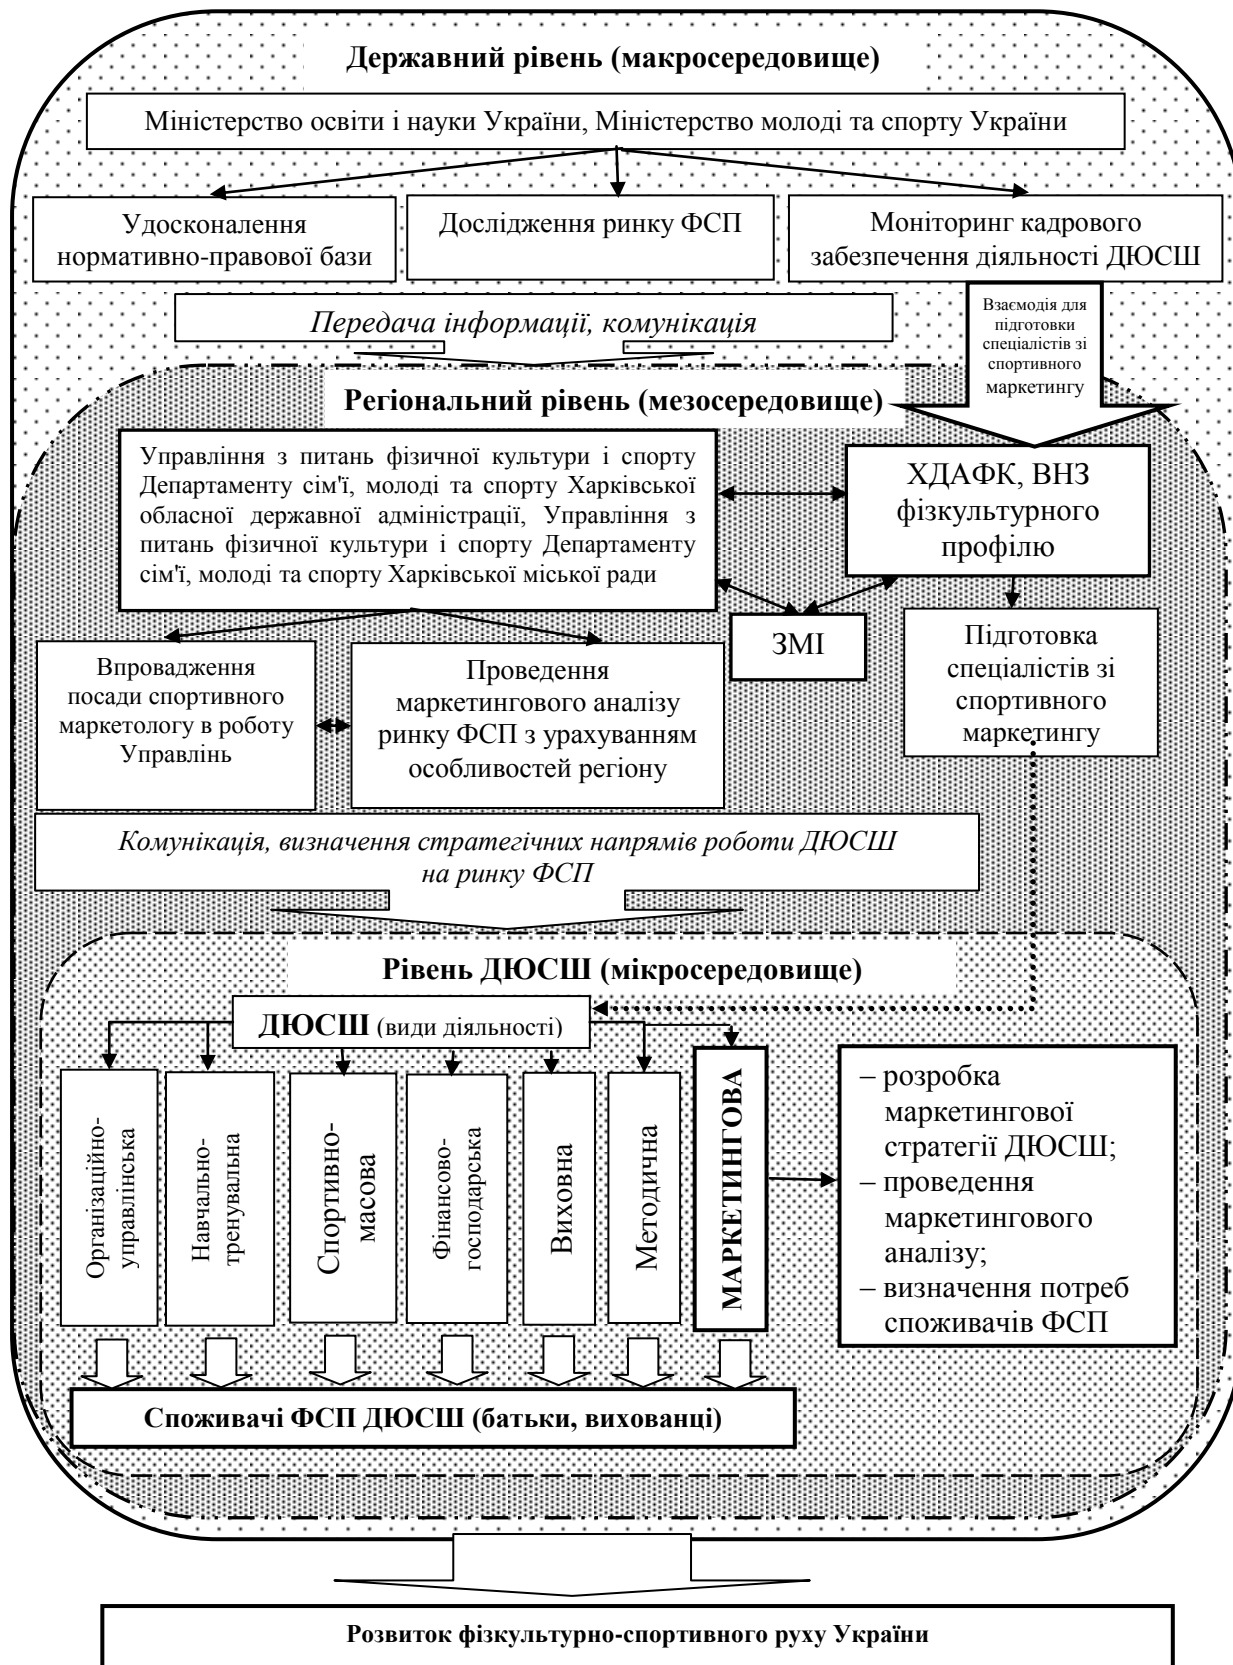 Державний рівень (макросередовище)
Міністерство освіти і науки України, Міністерство молоді та спорту України
Удосконалення
нормативно-правової бази
Дослідження ринку ФСП
Моніторинг кадрового
забезпечення діяльності ДЮСШ
Передача інформації, комунікація
Взаємодія для
підготовки
спеціалістів зі
спортивного
маркетингу
Регіональний рівень (мезосередовище)
Управління з питань фізичної культури і спорту
Департаменту сім'ї, молоді та спорту Харківської
обласної державної адміністрації, Управління з
питань фізичної культури і спорту Департаменту
сім'ї, молоді та спорту Харківської міської ради
ХДАФК, ВНЗ
фізкультурного
профілю
ЗМІ
Впровадження
посади спортивного
маркетологу в роботу
Управлінь
Проведення
маркетингового аналізу
ринку ФСП з урахуванням
особливостей регіону
Підготовка
спеціалістів зі
спортивного
маркетингу
Комунікація, визначення стратегічних напрямів роботи ДЮСШ
на ринку ФСП
Рівень ДЮСШ (мікросередовище)
ДЮСШ (види діяльності)
Організаційно-
управлінська
Навчально-
тренувальна
Спортивно-
масова
Фінансово-
господарська
Виховна
Методична
МАРКЕТИНГОВА
– розробка
маркетингової
стратегії ДЮСШ;
– проведення
маркетингового
аналізу;
– визначення потреб
споживачів ФСП
Споживачі ФСП ДЮСШ (батьки, вихованці)
Розвиток фізкультурно-спортивного руху України